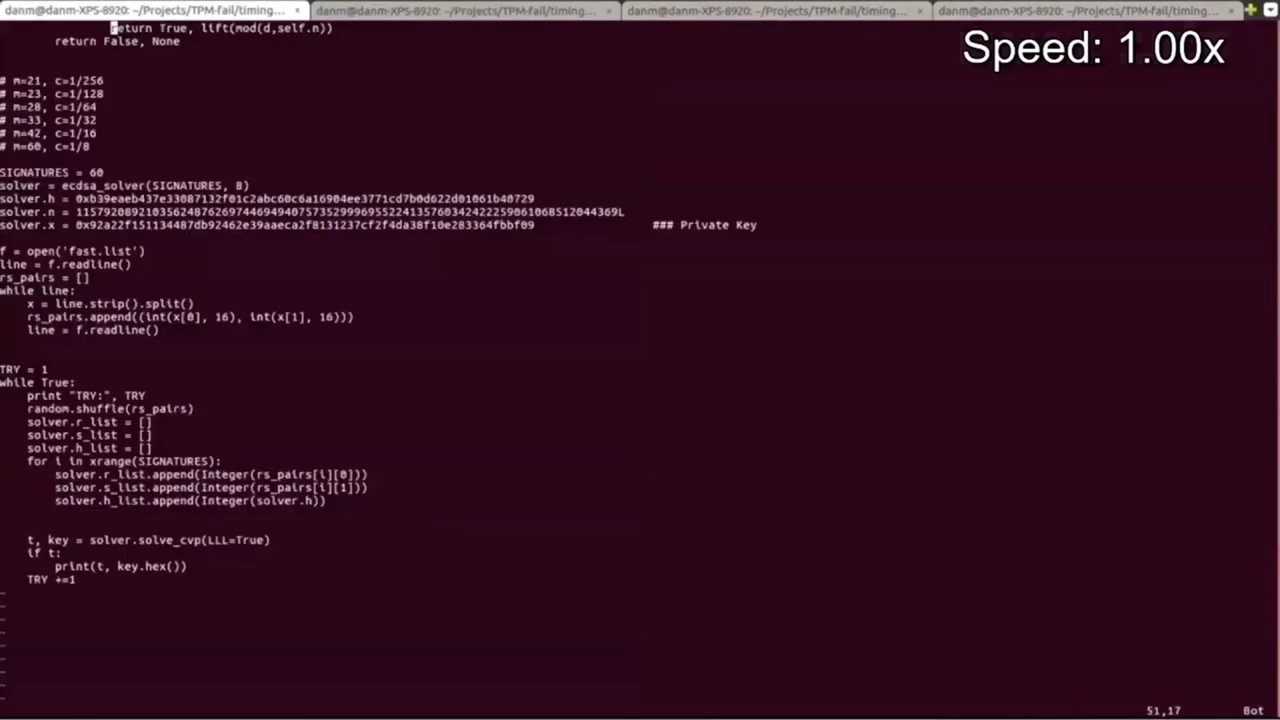 danm@danm-XPS-8920: ~/Projects/TPM-fail/timing... × danm@danm-XPS-8920: ~/Projects/TPM-fail/timing... × danm@danm-XPS-8920: ~/Projects/TPM-fail/timing... × danm@danm-XPS-8920: ~/Projects/TPM-fail/timing... ×
return True, lift(mod(d,self.n))
return False, None
Speed: 1.00x
# m=21, c=1/256
# m=23, c=1/128
# m=28, c=1/64
# m=33, c=1/32
# m=42, c=1/16
# m=60, c=1/8
SIGNATURES = 60
solver = ecdsa_solver(SIGNATURES, 8)
solver.h = 0xb39eaeb437e33087132f01c2abc60c6a16904ee3771cd7b0d622d01061b40729
solver.n = 115792089210356248762697446949407573529996955224135760342422259061068512044369L
solver.x = 0x92a22f151134487db92462e39aaeca2f8131237cf2f4da38f10e283364fbbf09 ### Private Key
f = open('fast.list')
line = f.readline()
rs_pairs = []
while line:
x = line.strip().split()
rs_pairs.append((int(x[0], 16), int(x[1], 16)))
line = f.readline()
TRY = 1
while True:
print "TRY:", TRY
random.shuffle(rs_pairs)
solver.r_list = []
solver.s_list = []
solver.h_list = []
for i in xrange(SIGNATURES):
solver.r_list.append(Integer(rs_pairs[i][0]))
solver.s_list.append(Integer(rs_pairs[i][1]))
solver.h_list.append(Integer(solver.h))
t, key = solver.solve_cvp(LLL=True)
if t:
print(t, key.hex())
TRY +=1
51,17 Bot